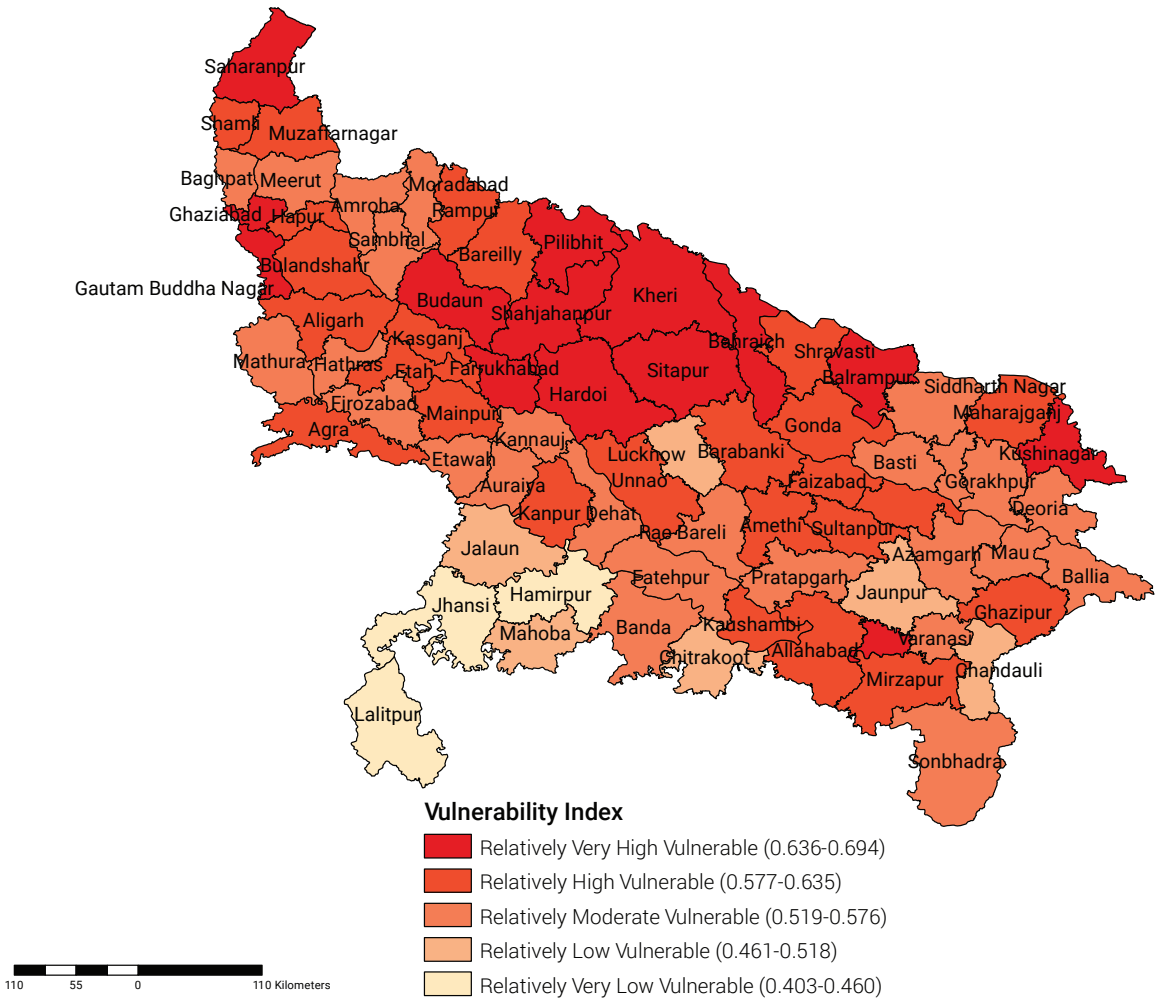 Saharanpur
Shamli
Muzaffarnagar
Baghpat
Meerut
Moradabad
Amroha
Rampur
Ghaziabad
Hapur
Sambhal
Pilibhit
Bareilly
Bulandshahr
Gautam Buddha Nagar
Budaun
Kheri
Shahjahanpur
Aligarh
Kasganj
Bahraich
Shravasti
Mathura
Hathras
Etah
Farrukhabad
Sitapur
Balrampur
Siddharth Nagar
Hardoi
Firozabad
Mainpuri
Maharajganj
Agra
Kannauj
Gonda
Lucknow
Barabanki
Kushinagar
Etawah
Basti
Unnao
Faizabad
Gorakhpur
Auraiya
Kanpur Dehat
Deoria
Rae Bareli
Amethi
Sultanpur
Jalaun
Azamgarh
Mau
Fatehpur
Pratapgarh
Ballia
Hamirpur
Jaunpur
Jhansi
Ghazipur
Mahoba
Banda
Kaushambi
Varanasi
Chitrakoot
Allahabad
Mirzapur
Chandauli
Lalitpur
Sonbhadra
Vulnerability Index
Relatively Very High Vulnerable (0.636-0.694)
Relatively High Vulnerable (0.577-0.635)
Relatively Moderate Vulnerable (0.519-0.576)
Relatively Low Vulnerable (0.461-0.518)
Relatively Very Low Vulnerable (0.403-0.460)
110 55 0 110 Kilometers